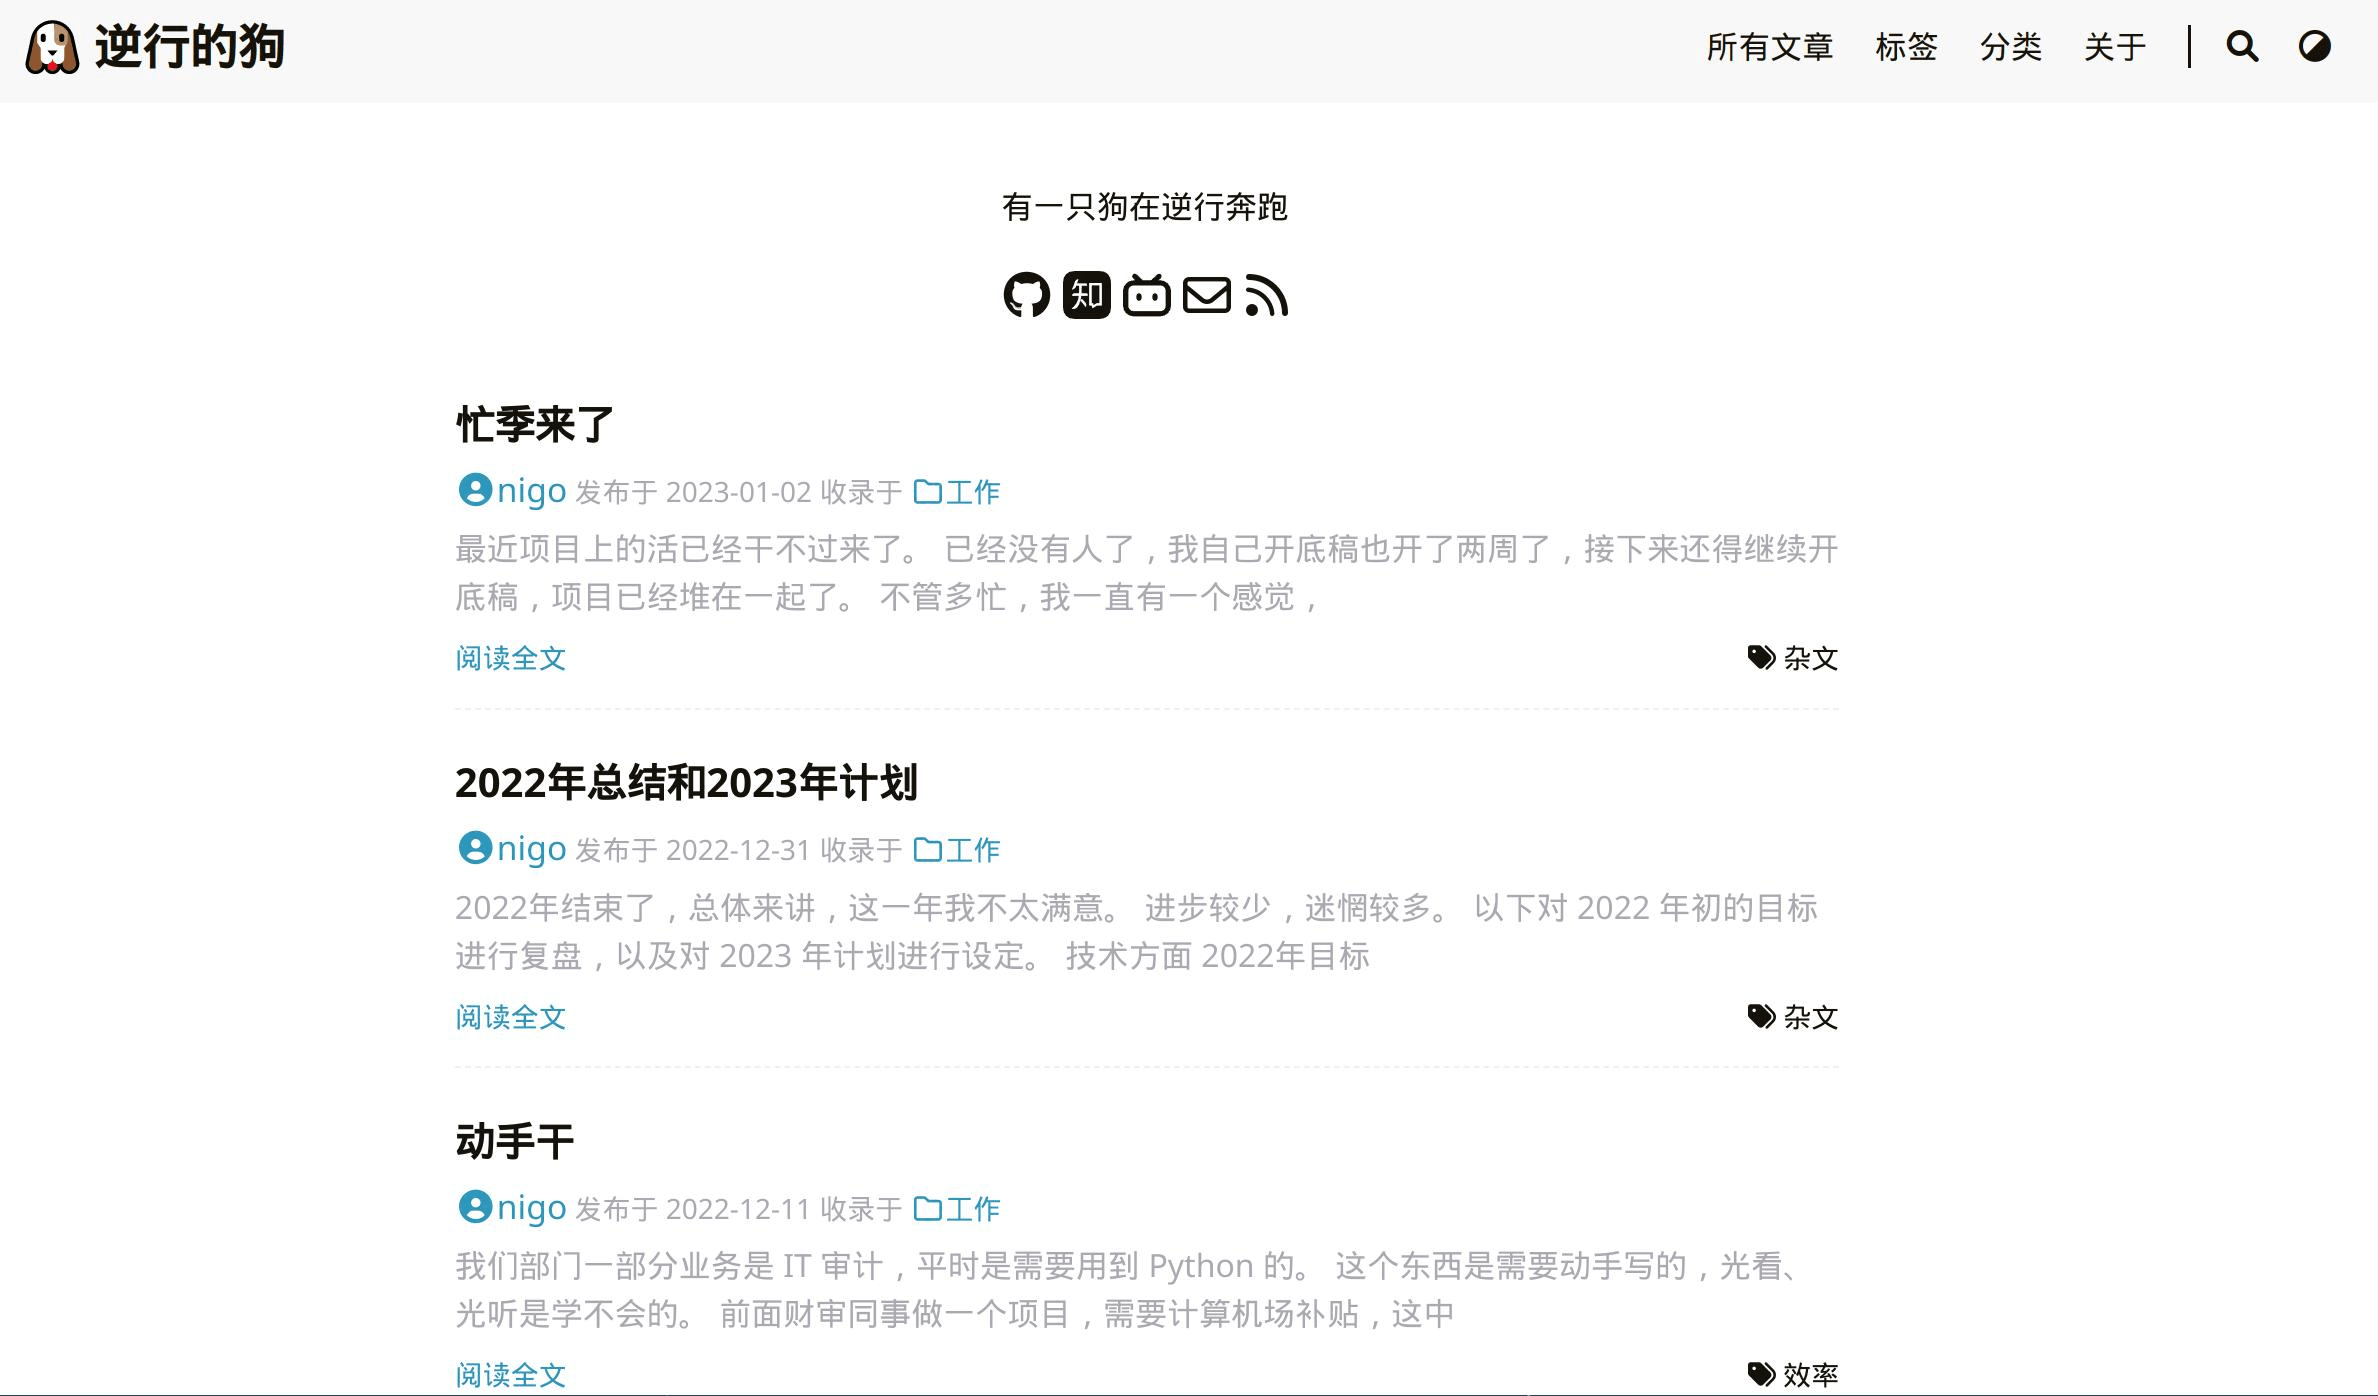 逆行的狗
所有文章 标签 分类 关于
有一只狗在逆行奔跑
知
忙季来了
nigo 发布于 2023-01-02 收录于 工作
最近项目上的活已经干不过来了。 已经没有人了，我自己开底稿也开了两周了，接下来还得继续开
底稿，项目已经堆在一起了。 不管多忙，我一直有一个感觉，
阅读全文 杂文
2022年总结和2023年计划
nigo 发布于 2022-12-31 收录于 工作
2022年结束了，总体来讲，这一年我不太满意。 进步较少，迷惘较多。 以下对 2022 年初的目标
进行复盘，以及对 2023 年计划进行设定。 技术方面 2022年目标
阅读全文 杂文
动手干
nigo 发布于 2022-12-11 收录于 工作
我们部门一部分业务是 IT 审计，平时是需要用到 Python 的。 这个东西是需要动手写的，光看、
光听是学不会的。 前面财审同事做一个项目，需要计算机场补贴，这中
阅读全文 效率